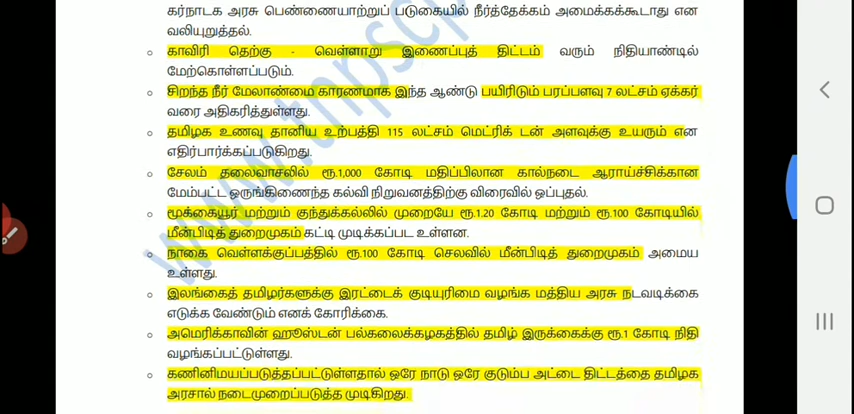 கர்நாடக அரசு பெண்ணையாற்றுப் படுகையில் நீர்த்தேக்கம் அமைக்கக்கூடாது என
வலியுறுத்தல்.
காவிரி தெற்கு - வெள்ளாறு இணைப்புத் திட்டம் வரும் நிதியாண்டில்
மேற்கொள்ளப்படும்.
சிறந்த நீர் மேலாண்மை காரணமாக இந்த ஆண்டு பயிரிடும் பரப்பளவு 7 லட்சம் ஏக்கர்
வரை அதிகரித்துள்ளது.
தமிழக உணவு தானிய உற்பத்தி 115 லட்சம் மெட்ரிக் டன் அளவுக்கு உயரும் என
எதிர்பார்க்கப்படுகிறது.
சேலம் தலைவாசலில் ரூ.1,000 கோடி மதிப்பிலான கால்நடை ஆராய்ச்சிக்கான
மேம்பட்ட ஒருங்கிணைந்த கல்வி நிறுவனத்திற்கு விரைவில் ஒப்புதல்.
மூக்கையூர் மற்றும் குந்துக்கல்லில் முறையே ரூ.1.20 கோடி மற்றும் ரூ.100 கோடியில்
மீன்பிடித் துறைமுகம் கட்டி முடிக்கப்பட உள்ளன.
நாகை வெள்ளக்குப்பத்தில் ரூ.100 கோடி செலவில் மீன்பிடித் துறைமுகம் அமைய
உள்ளது.
இலங்கைத் தமிழர்களுக்கு இரட்டைக் குடியுரிமை வழங்க மத்திய அரசு நடவடிக்கை
எடுக்க வேண்டும் எனக் கோரிக்கை.
அமெரிக்காவின் ஹூஸ்டன் பல்கலைக்கழகத்தில் தமிழ் இருக்கைக்கு ரூ.1 கோடி நிதி
வழங்கப்பட்டுள்ளது.
கணினிமயப்படுத்தப்பட்டுள்ளதால் ஒரே நாடு ஒரே குடும்ப அட்டை திட்டத்தை தமிழக
அரசால் நடைமுறைப்படுத்த முடிகிறது.